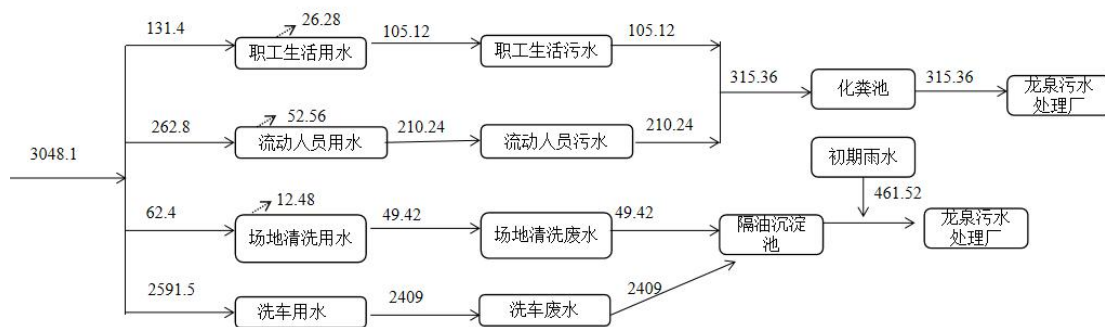 131.4
26.28
职工生活用水
105.12
职工生活污水
105.12
315.36
化粪池
315.36
龙泉污水
处理厂
262.8
52.56
流动人员用水
210.24
流动人员污水
210.24
3048.1
初期雨水
461.52
62.4
12.48
场地清洗用水
49.42
场地清洗废水
49.42
隔油沉淀
池
龙泉污水
处理厂
2591.5
洗车用水
2409
洗车废水
2409